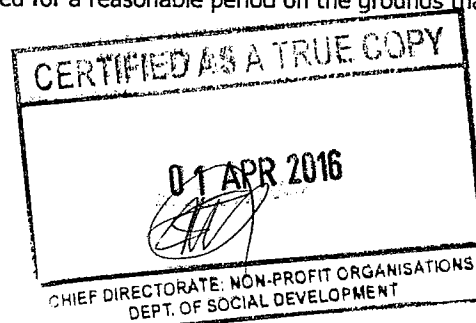 ed for a reasonable period on the grounds tha
CERTIFIED AS A TRUE COPY
01 APR 2016
CHIEF DIRECTORATE: NON-PROFIT ORGANISATIONS
DEPT. OF SOCIAL DEVELOPMENT